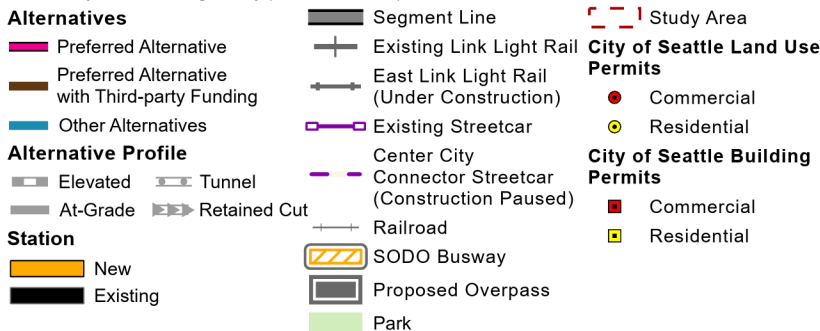 Alternatives
Preferred Alternative
Preferred Alternative
with Third-party Funding
Other Alternatives
Alternative Profile
Elevated
Tunnel
At-Grade
Retained Cut
Station
New
Existing
Segment Line
Existing Link Light Rail
East Link Light Rail
(Under Construction)
Existing Streetcar
Center City
Connector Streetcar
(Construction Paused)
Railroad
SODO Busway
Proposed Overpass
Park
Study Area
City of Seattle Land Use
Permits
Commercial
Residential
City of Seattle Building
Permits
Commercial
Residential